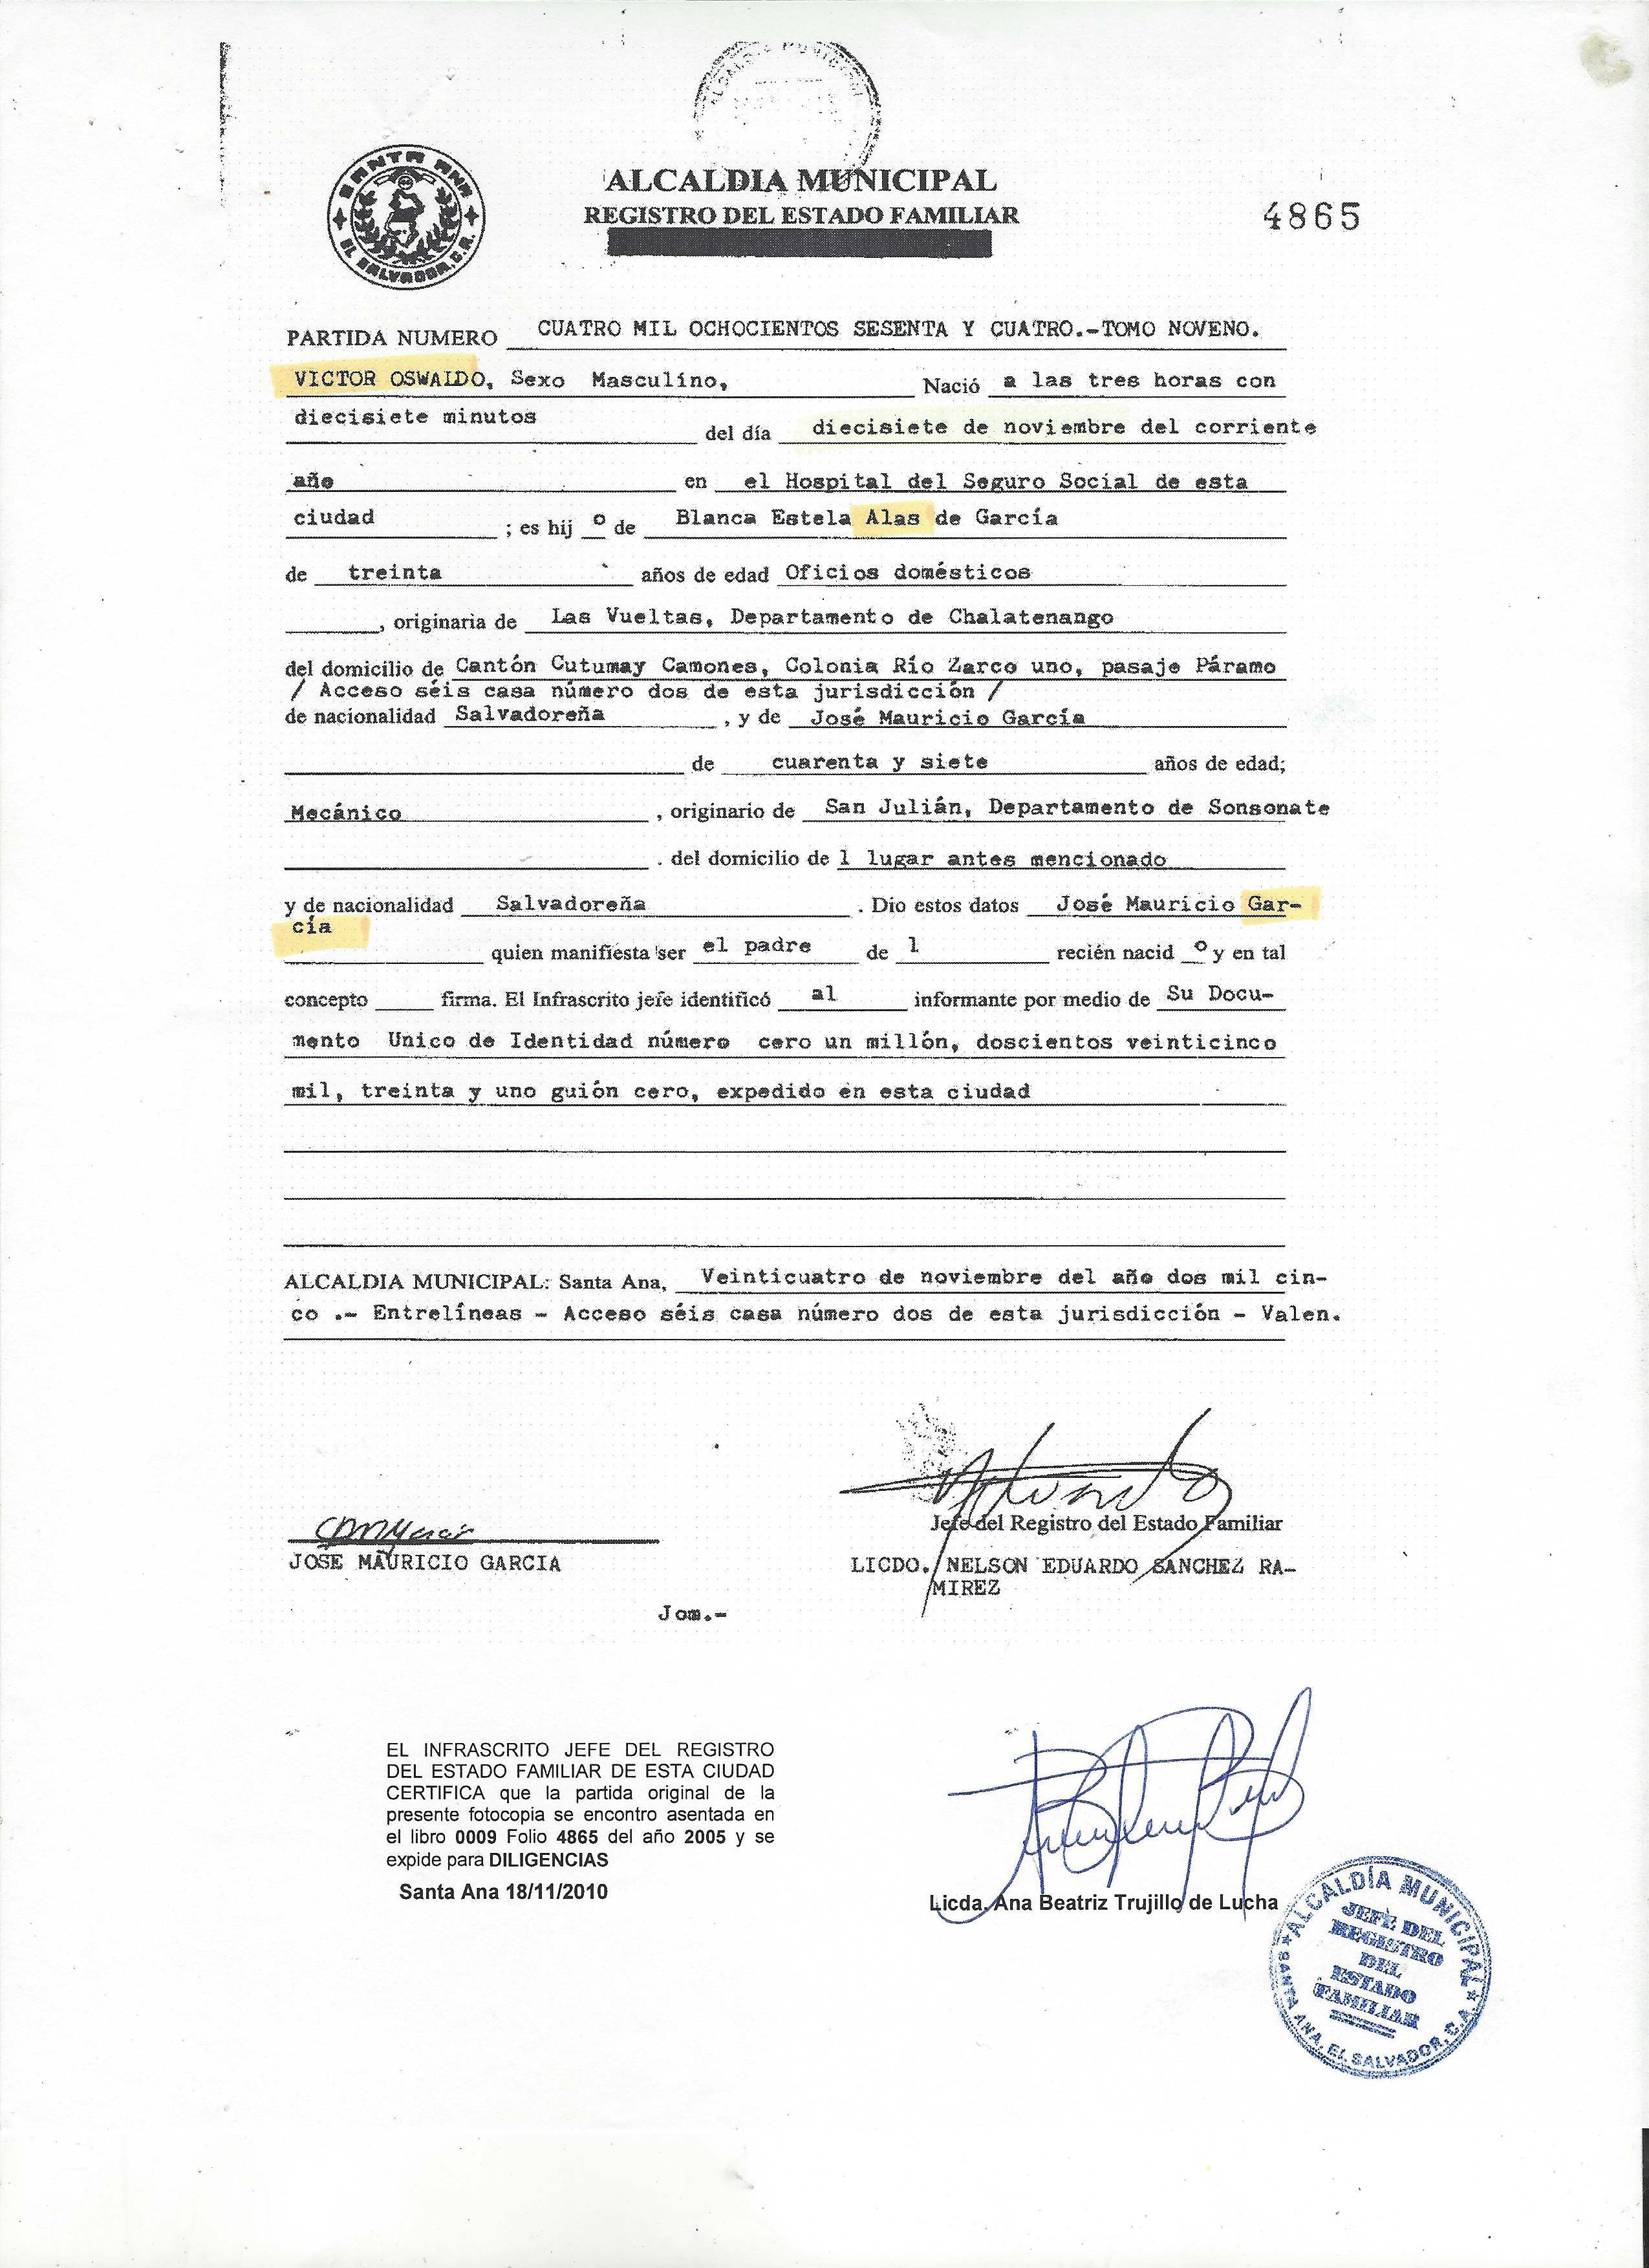 ALCALDIA MUNICIPAL
SANTA ANA
EL SALVADOR, C.A.
ALCALDIA MUNICIPAL
REGISTRO DEL ESTADO FAMILIAR
4865
PARTIDA NUMERO CUATRO MIL OCHOCIENTOS SESENTA Y CUATRO.-TOMO NOVENO.
VICTOR OSWALDO, Sexo Masculino, Nació a las tres horas con
diecisiete minutos del día diecisiete de noviembre del corriente
año en el Hospital del Seguro Social de esta
ciudad ; es hij o de Blanca Estela Alas de García
de treinta años de edad Oficios domésticos
, originaria de Las Vueltas, Departamento de Chalatenango
del domicilio de Cantón Cutumay Camones, Colonia Río Zarco uno, pasaje Páramo
/ Acceso séis casa número dos de esta jurisdicción /
de nacionalidad Salvadoreña , y de José Mauricio García
de cuarenta y siete años de edad;
Mecánico , originario de San Julián, Departamento de Sonsonate
. del domicilio de l lugar antes mencionado
y de nacionalidad Salvadoreña . Dio estos datos José Mauricio Gar-
cía
quien manifiesta ser el padre de l recién nacid o y en tal
concepto firma. El Infrascrito jefe identificó al informante por medio de Su Docu-
mento Unico de Identidad número cero un millón, doscientos veinticinco
mil, treinta y uno guión cero, expedido en esta ciudad
ALCALDIA MUNICIPAL: Santa Ana, Veinticuatro de noviembre del año dos mil cin-
co .- Entrelíneas - Acceso séis casa número dos de esta jurisdicción - Valen.
Jefe del Registro del Estado Familiar
JOSE MAURICIO GARCIA
LICDO. NELSON EDUARDO SANCHEZ RA-
MIREZ
Jom.-
EL INFRASCRITO JEFE DEL REGISTRO
DEL ESTADO FAMILIAR DE ESTA CIUDAD
CERTIFICA que la partida original de la
presente fotocopia se encontro asentada en
el libro 0009 Folio 4865 del año 2005 y se
expide para DILIGENCIAS
Santa Ana 18/11/2010
Licda. Ana Beatriz Trujillo de Lucha
ALCALDÍA MUNICIPAL
JEFE DEL
REGISTRO
DEL
ESTADO
FAMILIAR
SANTA ANA, EL SALVADOR, C.A.